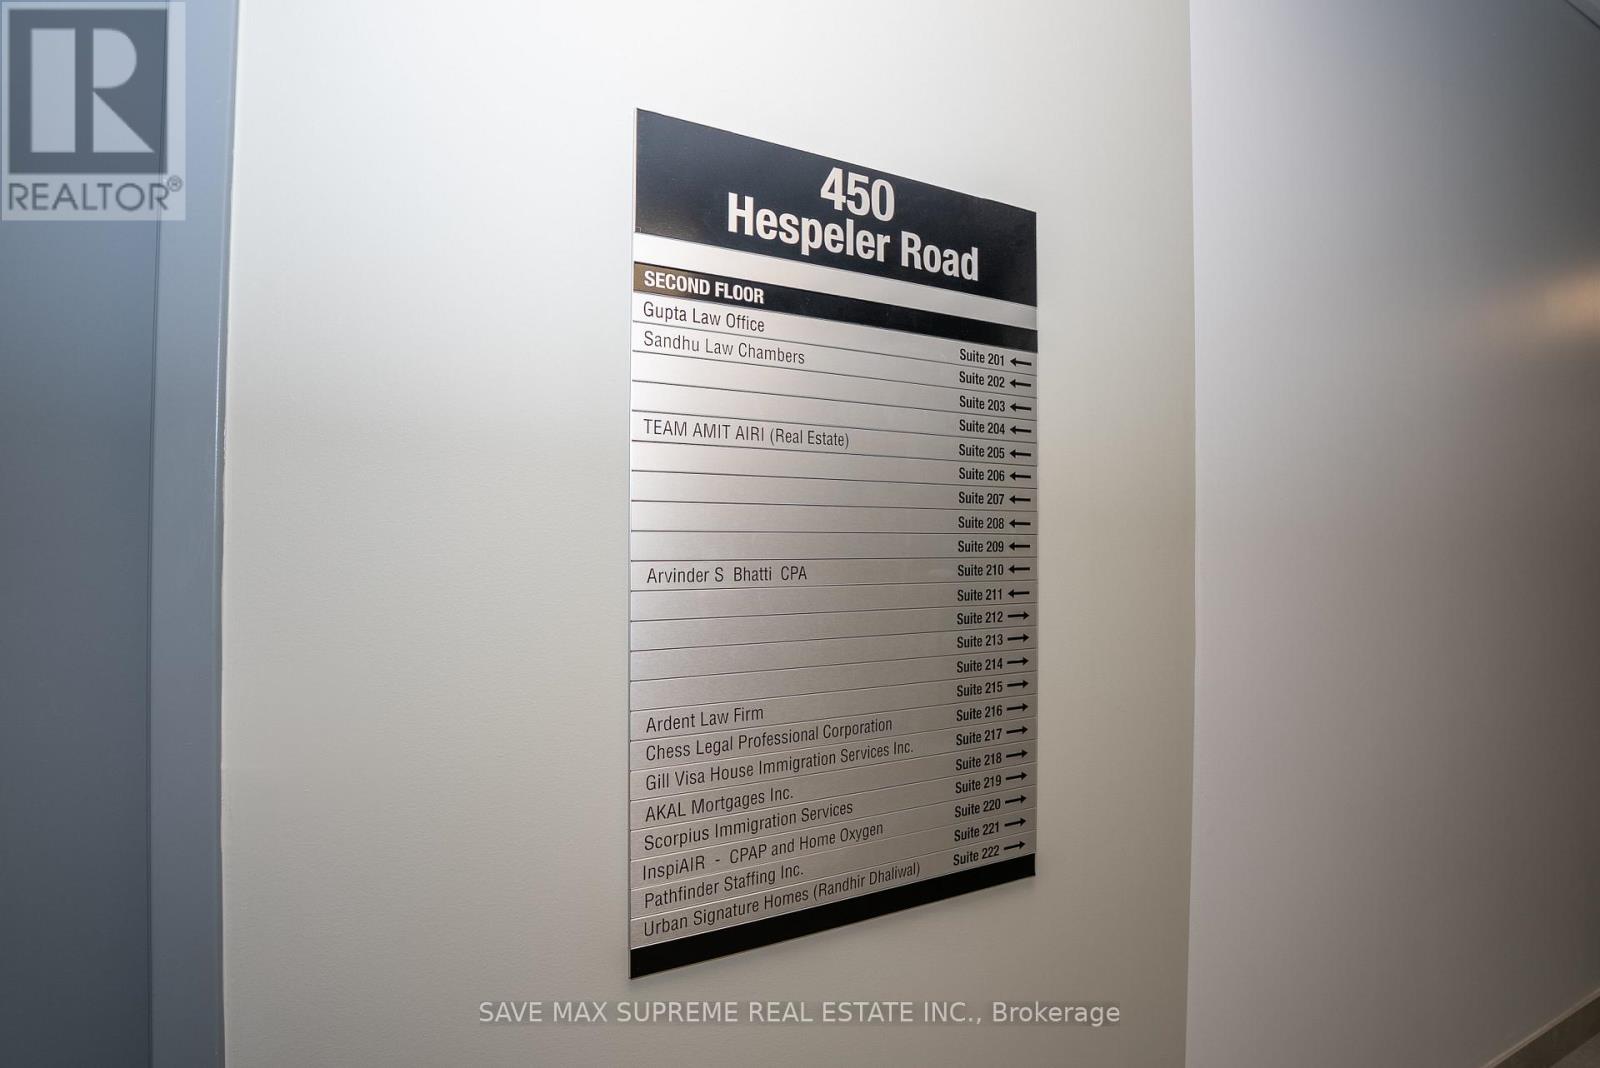 R
REALTOR®
450
Hespeler Road
SECOND FLOOR
Gupta Law Office Suite 201 ←
Sandhu Law Chambers Suite 202 ←
Suite 203 ←
Suite 204 ←
TEAM AMIT AIRI (Real Estate) Suite 205 ←
Suite 206 ←
Suite 207 ←
Suite 208 ←
Suite 209 ←
Arvinder S Bhatti CPA Suite 210 ←
Suite 211 ←
Suite 212 →
Suite 213 →
Suite 214 →
Ardent Law Firm Suite 215 →
Chess Legal Professional Corporation Suite 216 →
Gill Visa House Immigration Services Inc. Suite 217 →
AKAL Mortgages Inc. Suite 218 →
Scorpius Immigration Services Suite 219 →
InspiAIR - CPAP and Home Oxygen Suite 220 →
Pathfinder Staffing Inc. Suite 221 →
Urban Signature Homes (Randhir Dhaliwal) Suite 222 →
SAVE MAX SUPREME REAL ESTATE INC., Brokerage